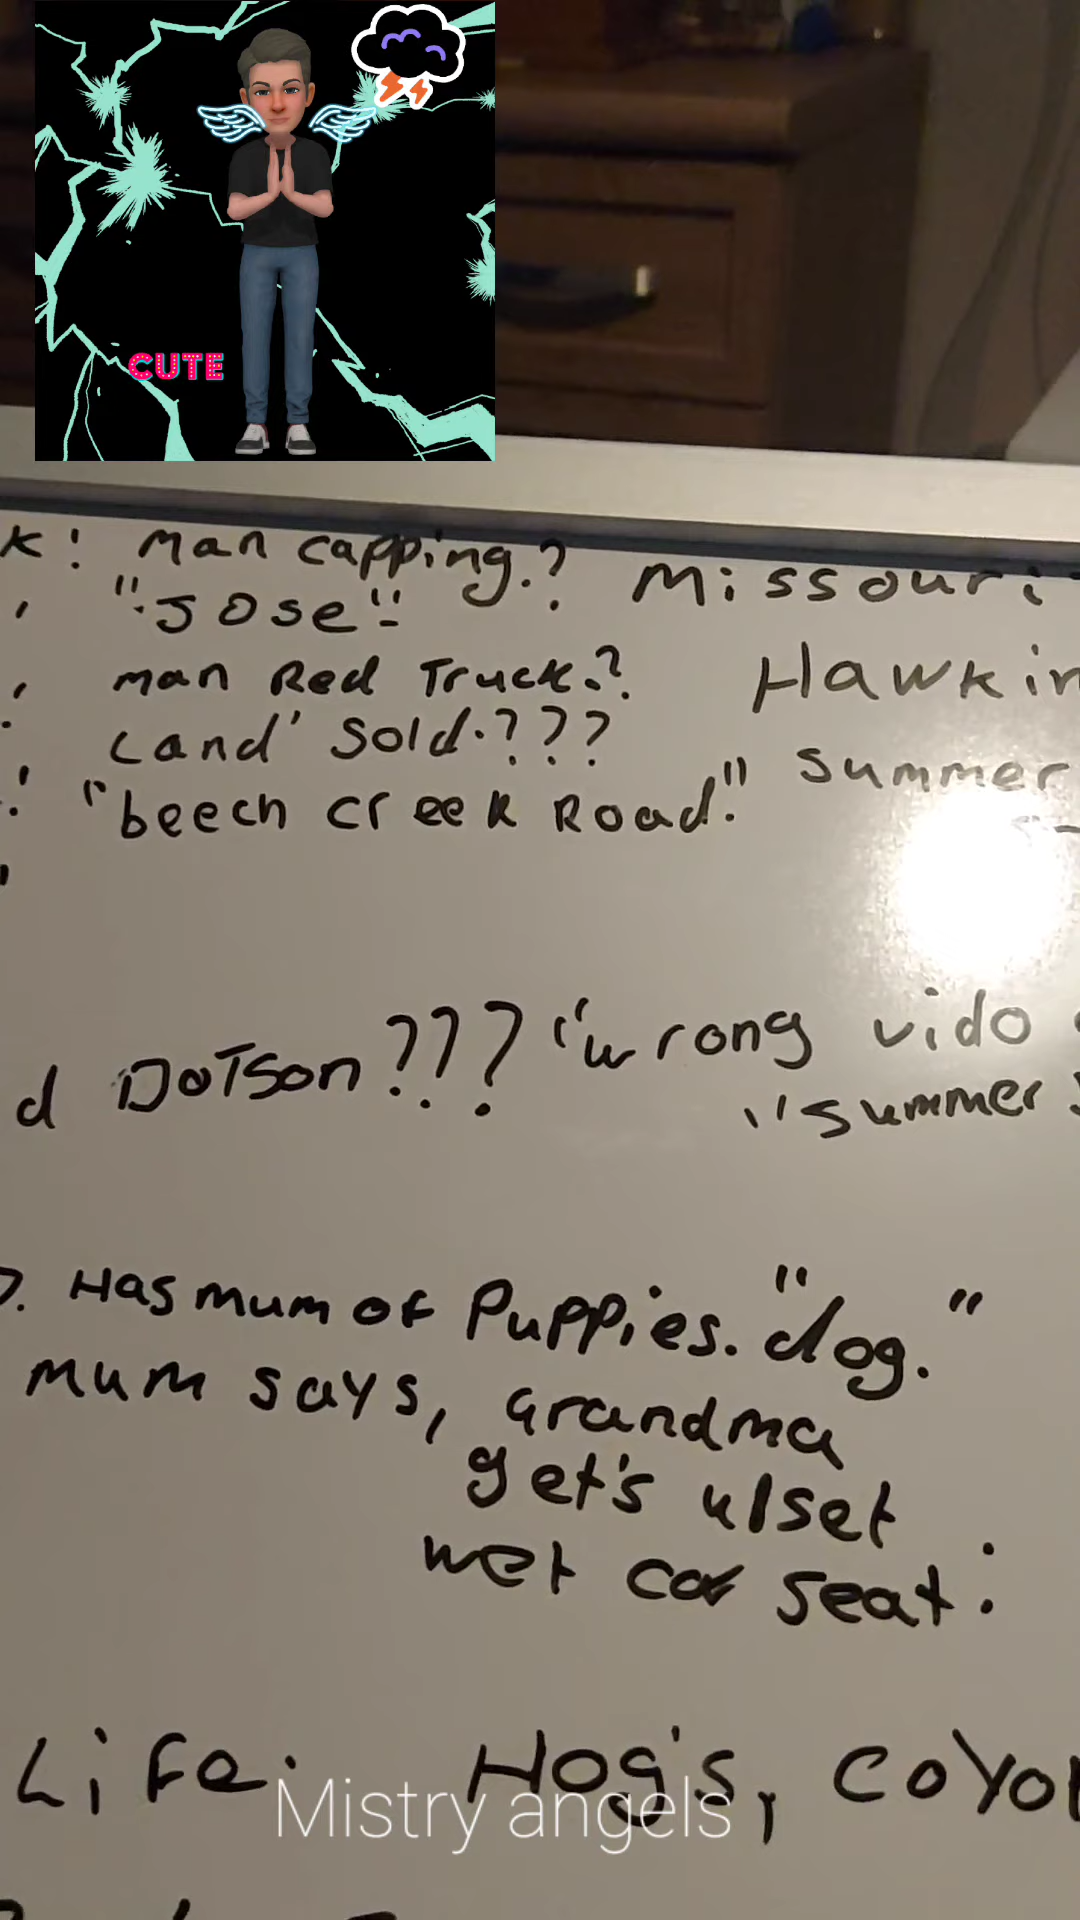 CUTE
K! Man capping.? Missouri
, "Jose"
, man Red Truck.? Hawkin
Land' Sold.???
! "beech creek Road." summer
d DoTson??? "wrong vido
"summer
. Has mum of Puppies. "dog."
mum says, Grandma
get's ulset
wet car seat.
Life. Hog's, coyot
Mistry angels